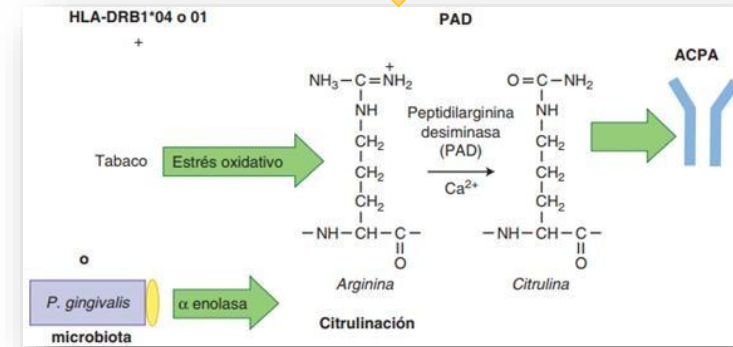 HLA-DRB1*04 o 01
PAD
+
ACPA
NH₃—C=NH₂
+
O=C—NH₂
NH
NH
Peptidilarginina
desiminasa
(PAD)
Ca²⁺
CH₂
CH₂
Tabaco
Estrés oxidativo
CH₂
CH₂
CH₂
CH₂
—NH—CH—C—
—NH—CH—C—
O
O
o
Arginina
Citrulina
P. gingivalis
α enolasa
Citrulinación
microbiota